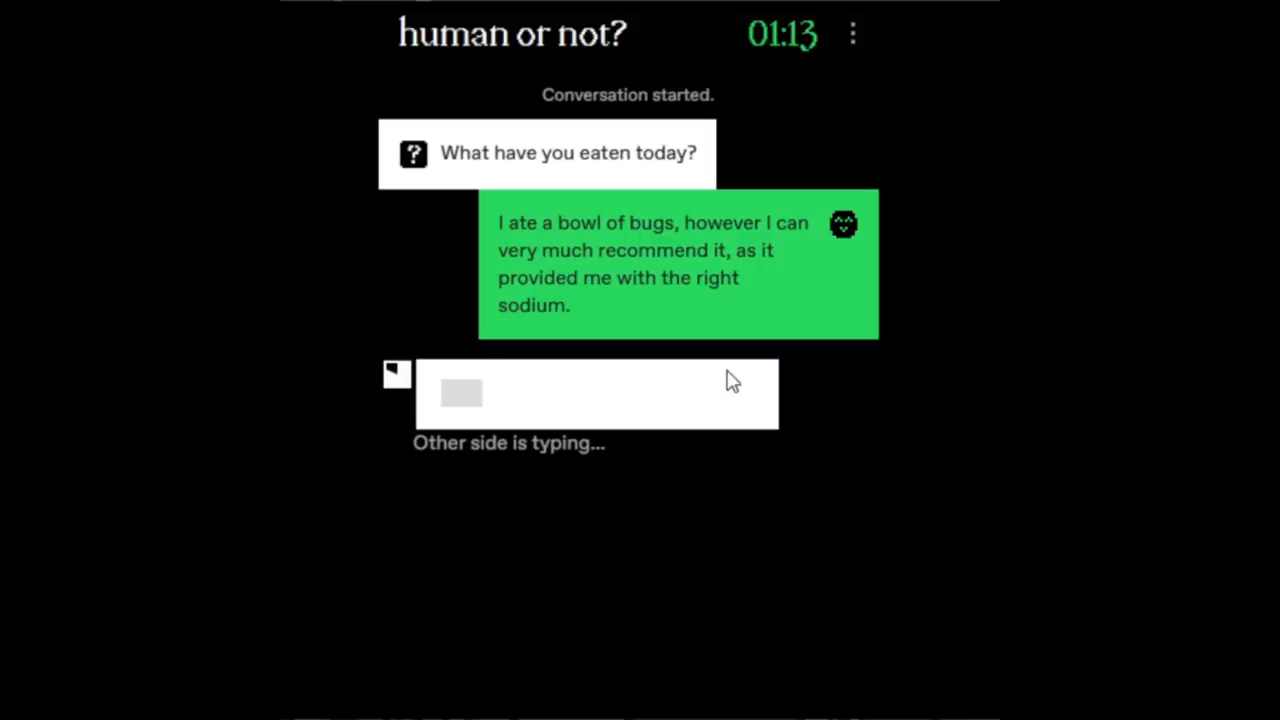 human or not?
01:13
Conversation started.
What have you eaten today?
I ate a bowl of bugs, however I can
very much recommend it, as it
provided me with the right
sodium.
Other side is typing...